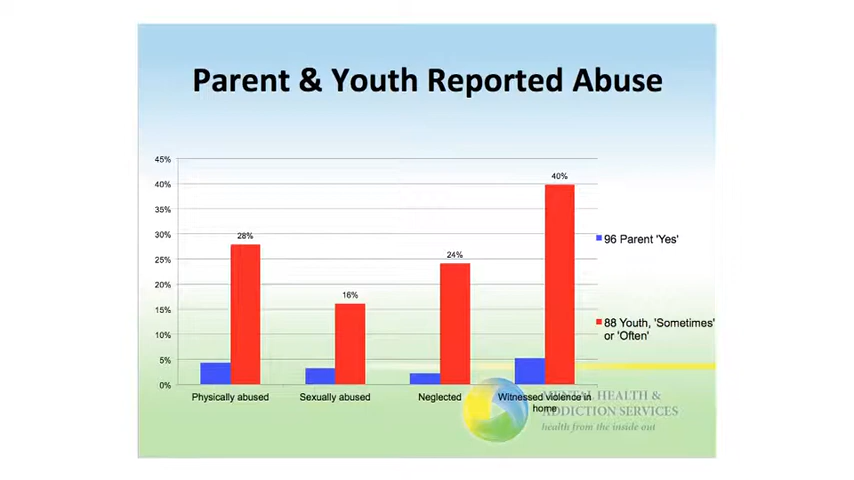 Parent & Youth Reported Abuse
45%
40%
35%
30%
25%
20%
15%
10%
5%
0%
28%
16%
24%
40%
Physically abused
Sexually abused
Neglected
Witnessed violence in
home
96 Parent 'Yes'
88 Youth, 'Sometimes'
or 'Often'
MENTAL HEALTH &
ADDICTION SERVICES
health from the inside out